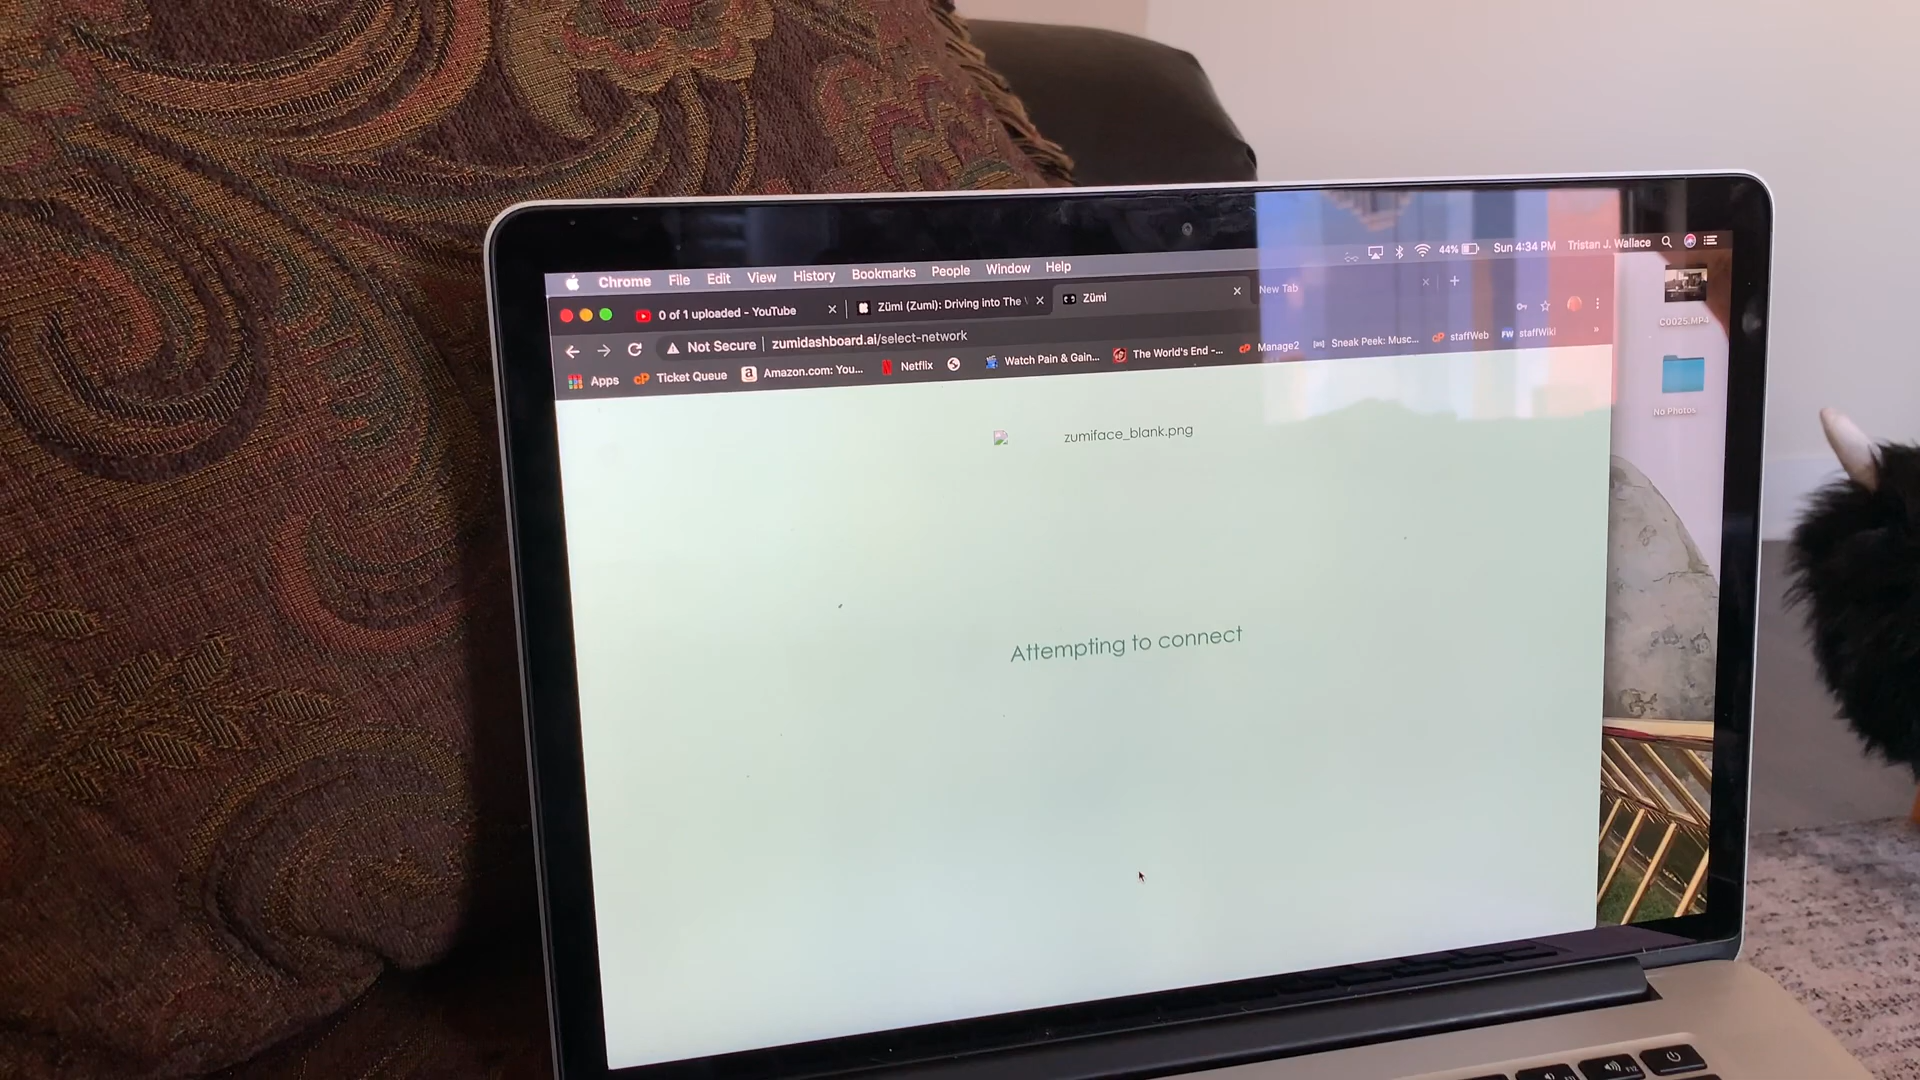 Chrome File Edit View History Bookmarks People Window Help 44% Sun 4:34 PM Tristan J. Wallace
0 of 1 uploaded - YouTube Zümi (Zumi): Driving into The Zümi New Tab
Not Secure zumidashboard.ai/select-network
Apps Ticket Queue Amazon.com: You... Netflix Watch Pain & Gain... The World's End -... Manage2 Sneak Peek: Musc... staffWeb staffWiki »
C0025.MP4
No Photos
zumiface_blank.png
Attempting to connect